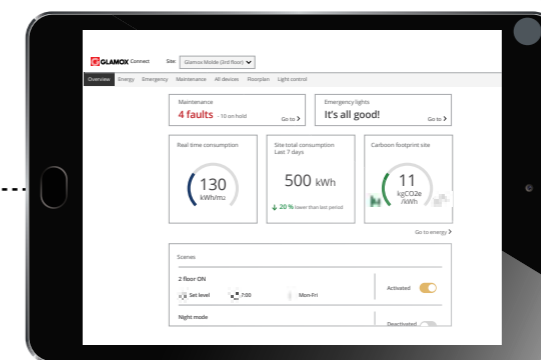 GLAMOX Connect Site: Glamox Molde (3rd floor)
Overview Energy Emergency Maintenance All devices Floorplan Light control
Maintenance
4 faults - 10 on hold
Go to >
Emergency lights
It's all good!
Go to >
Real time consumption
130
kWh/m2
Site total consumption
Last 7 days
500 kWh
↓ 20 % lower than last period
Carboon footprint site
11
kgCO2e
/kWh
Go to energy >
Scenes
2 floor ON
Set level 7:00 Mon-Fri
Activated
Night mode
Deactivated